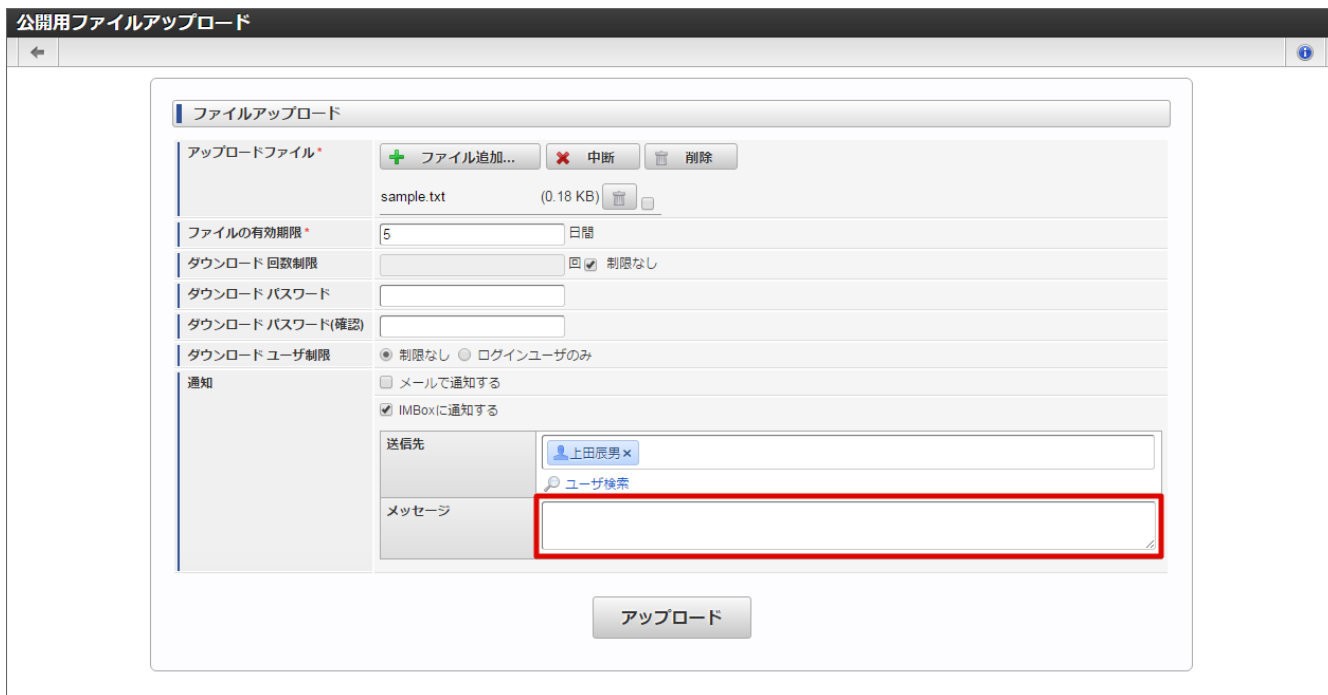 公開用ファイルアップロード
ファイルアップロード
アップロードファイル*
ファイル追加... 中断 削除
sample.txt (0.18 KB)
ファイルの有効期限* 5 日間
ダウンロード 回数制限 回 制限なし
ダウンロード パスワード
ダウンロード パスワード(確認)
ダウンロード ユーザ制限 制限なし ログインユーザのみ
通知 メールで通知する
IMBoxに通知する
送信先 上田辰男×
ユーザ検索
メッセージ
アップロード